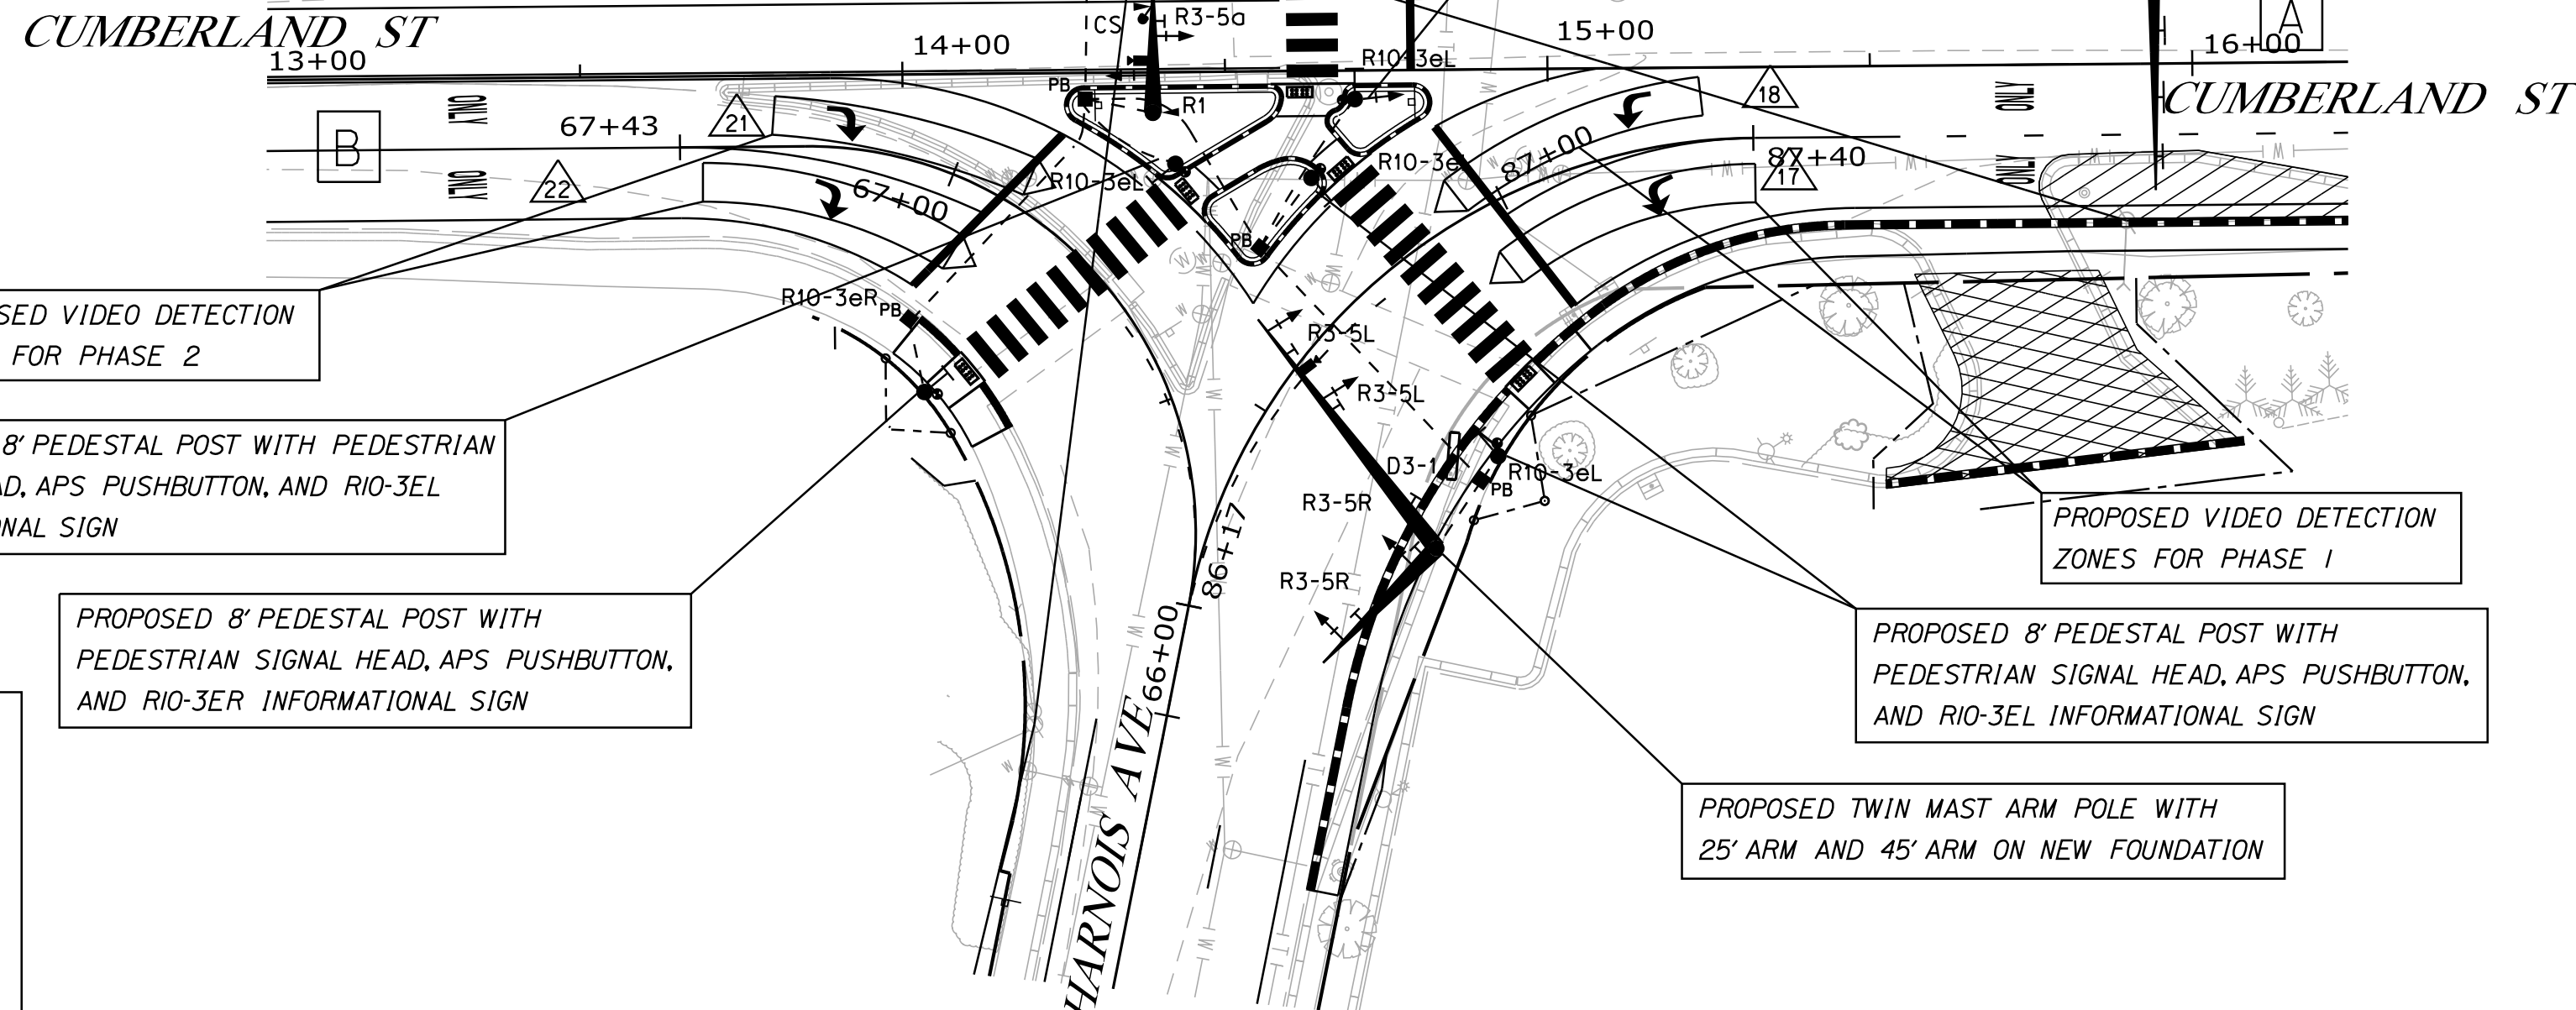 CUMBERLAND ST
13+00
14+00
CS
R3-5a
15+00
16+00
A
R10-3eL
PB
R1
CUMBERLAND ST
B
ONLY
ONLY
67+43
21
22
67+00
R10-3eL
R10-3e
87+00
18
87+40
17
ONLY
ONLY
PB
R10-3eR
PB
R3-5L
R3-5L
D3-1
R10-3eL
PB
R3-5R
R3-5R
86+17
66+00
HARNOIS AVE
SED VIDEO DETECTION
FOR PHASE 2
8' PEDESTAL POST WITH PEDESTRIAN
AD, APS PUSHBUTTON, AND R10-3EL
ONAL SIGN
PROPOSED 8' PEDESTAL POST WITH
PEDESTRIAN SIGNAL HEAD, APS PUSHBUTTON,
AND R10-3ER INFORMATIONAL SIGN
PROPOSED VIDEO DETECTION
ZONES FOR PHASE 1
PROPOSED 8' PEDESTAL POST WITH
PEDESTRIAN SIGNAL HEAD, APS PUSHBUTTON,
AND R10-3EL INFORMATIONAL SIGN
PROPOSED TWIN MAST ARM POLE WITH
25' ARM AND 45' ARM ON NEW FOUNDATION